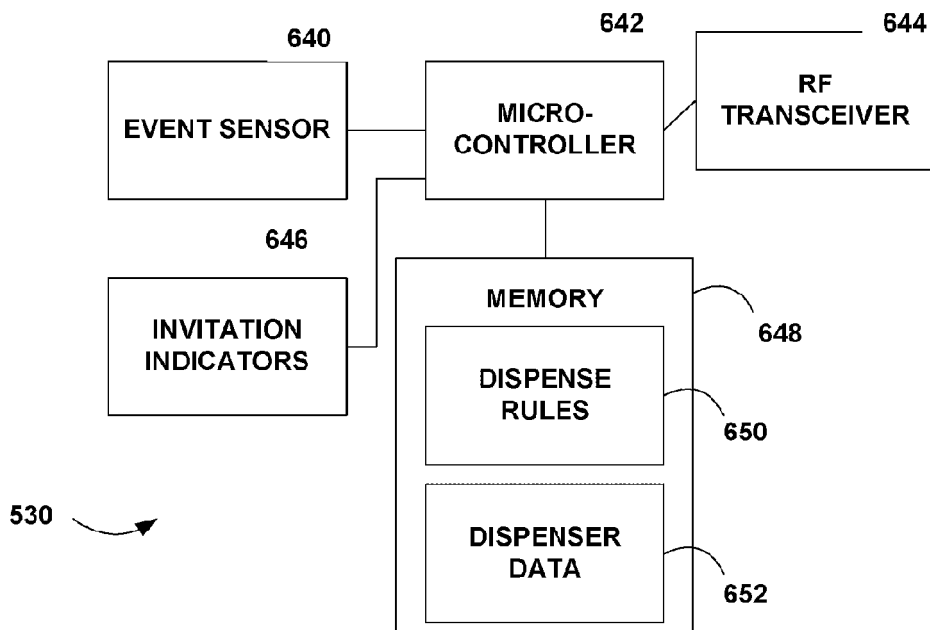 640
642
644
EVENT SENSOR
MICRO-
CONTROLLER
RF
TRANSCEIVER
646
INVITATION
INDICATORS
MEMORY
648
DISPENSE
RULES
650
530
DISPENSER
DATA
652